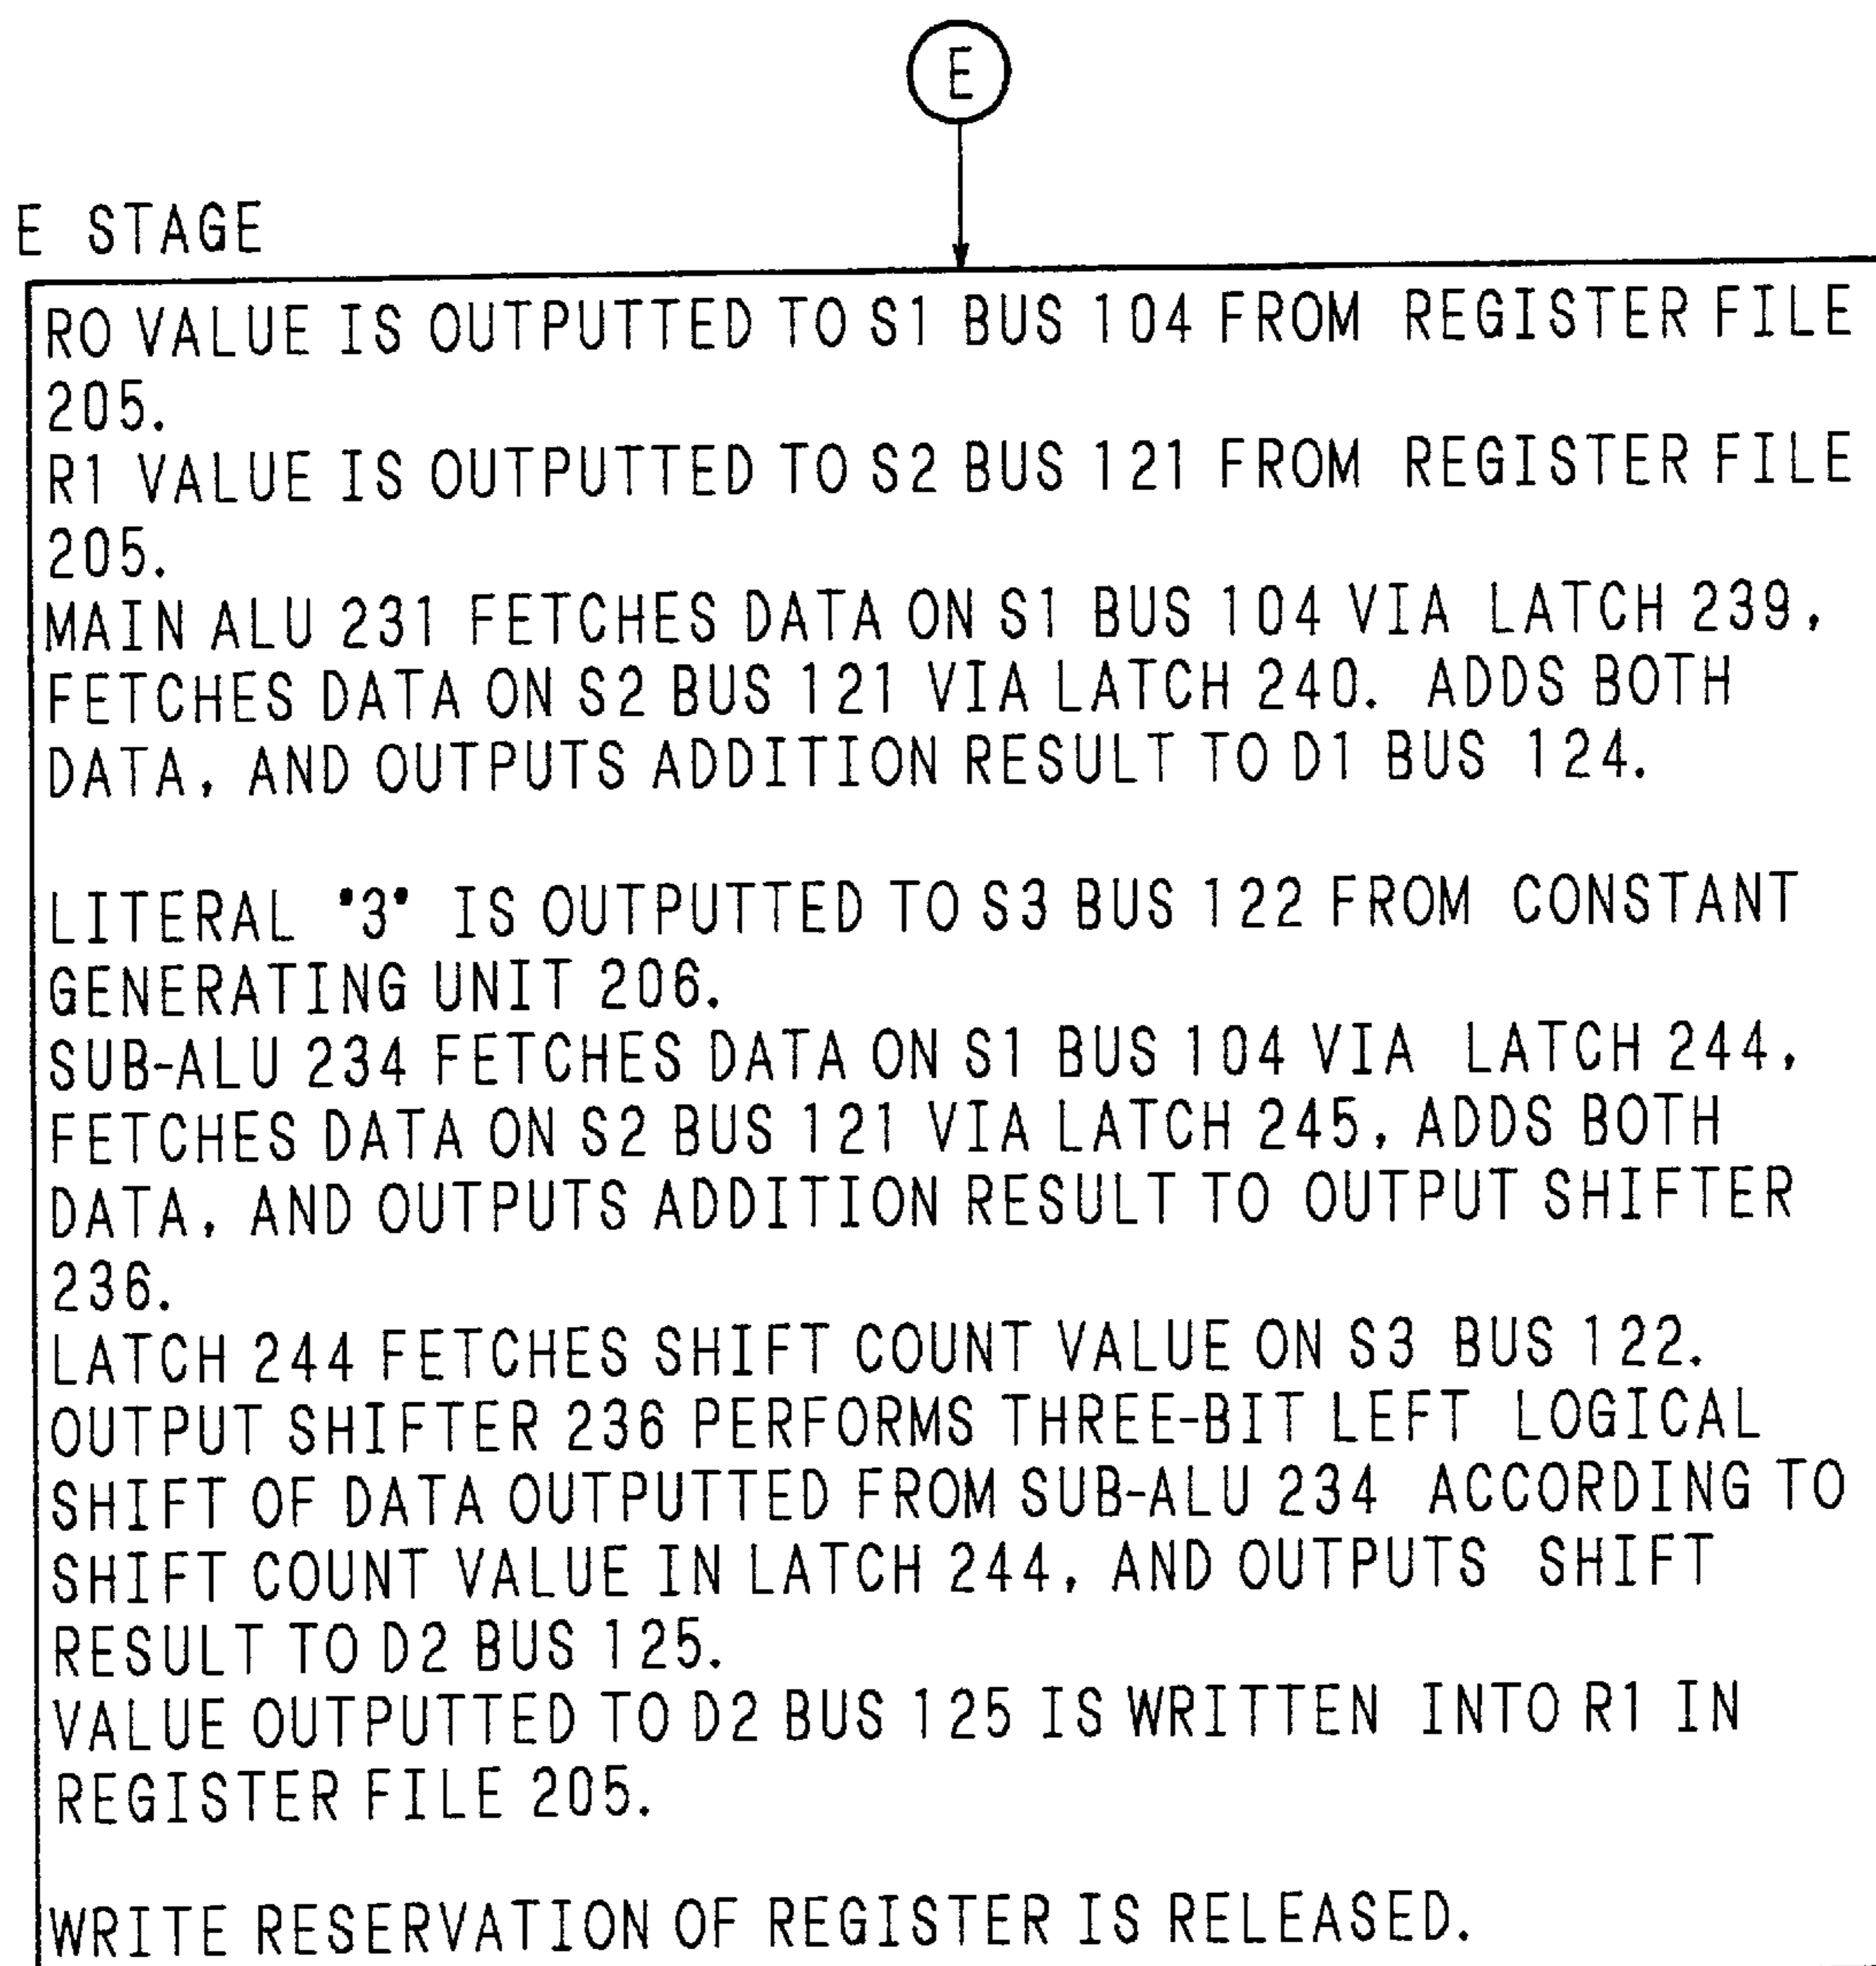 E
E STAGE
RO VALUE IS OUTPUTTED TO S1 BUS 104 FROM REGISTER FILE
205.
R1 VALUE IS OUTPUTTED TO S2 BUS 121 FROM REGISTER FILE
205.
MAIN ALU 231 FETCHES DATA ON S1 BUS 104 VIA LATCH 239,
FETCHES DATA ON S2 BUS 121 VIA LATCH 240. ADDS BOTH
DATA, AND OUTPUTS ADDITION RESULT TO D1 BUS 124.
LITERAL "3" IS OUTPUTTED TO S3 BUS 122 FROM CONSTANT
GENERATING UNIT 206.
SUB-ALU 234 FETCHES DATA ON S1 BUS 104 VIA LATCH 244,
FETCHES DATA ON S2 BUS 121 VIA LATCH 245, ADDS BOTH
DATA, AND OUTPUTS ADDITION RESULT TO OUTPUT SHIFTER
236.
LATCH 244 FETCHES SHIFT COUNT VALUE ON S3 BUS 122.
OUTPUT SHIFTER 236 PERFORMS THREE-BIT LEFT LOGICAL
SHIFT OF DATA OUTPUTTED FROM SUB-ALU 234 ACCORDING TO
SHIFT COUNT VALUE IN LATCH 244, AND OUTPUTS SHIFT
RESULT TO D2 BUS 125.
VALUE OUTPUTTED TO D2 BUS 125 IS WRITTEN INTO R1 IN
REGISTER FILE 205.
WRITE RESERVATION OF REGISTER IS RELEASED.